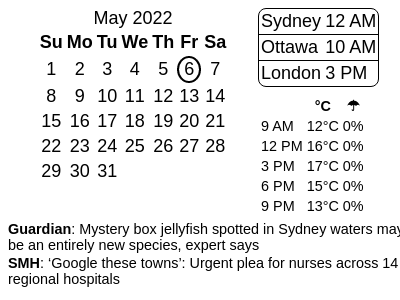 May 2022
Su Mo Tu We Th Fr Sa
1 2 3 4 5 6 7
8 9 10 11 12 13 14
15 16 17 18 19 20 21
22 23 24 25 26 27 28
29 30 31
Sydney 12 AM
Ottawa 10 AM
London 3 PM
°C ☂
9 AM 12°C 0%
12 PM 16°C 0%
3 PM 17°C 0%
6 PM 15°C 0%
9 PM 13°C 0%
Guardian: Mystery box jellyfish spotted in Sydney waters may
be an entirely new species, expert says
SMH: ‘Google these towns’: Urgent plea for nurses across 14
regional hospitals